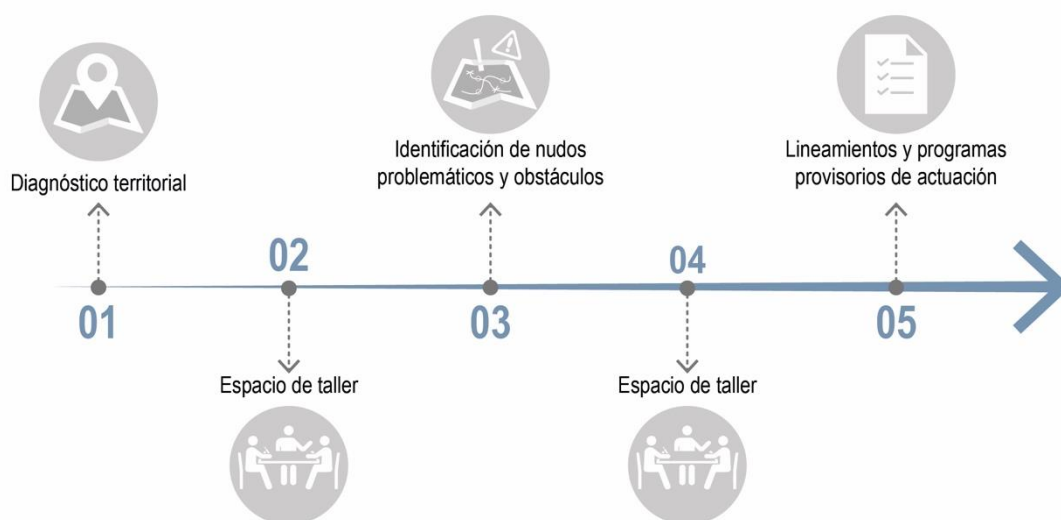 Diagnóstico territorial
01
02
Espacio de taller
Identificación de nudos
problemáticos y obstáculos
03
04
Espacio de taller
Lineamientos y programas
provisorios de actuación
05